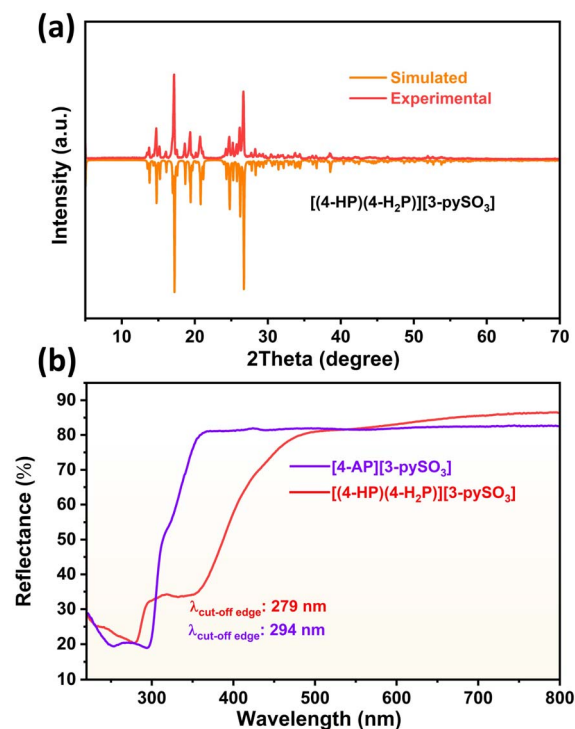 (a)
Intensity (a.u.)
Simulated
Experimental
[(4-HP)(4-H₂P)][3-pySO₃]
10 20 30 40 50 60 70
2Theta (degree)
(b)
Reflectance (%)
90
80
70
60
50
40
30
20
10
[4-AP][3-pySO₃]
[(4-HP)(4-H₂P)][3-pySO₃]
λcut-off edge: 279 nm
λcut-off edge: 294 nm
300 400 500 600 700 800
Wavelength (nm)